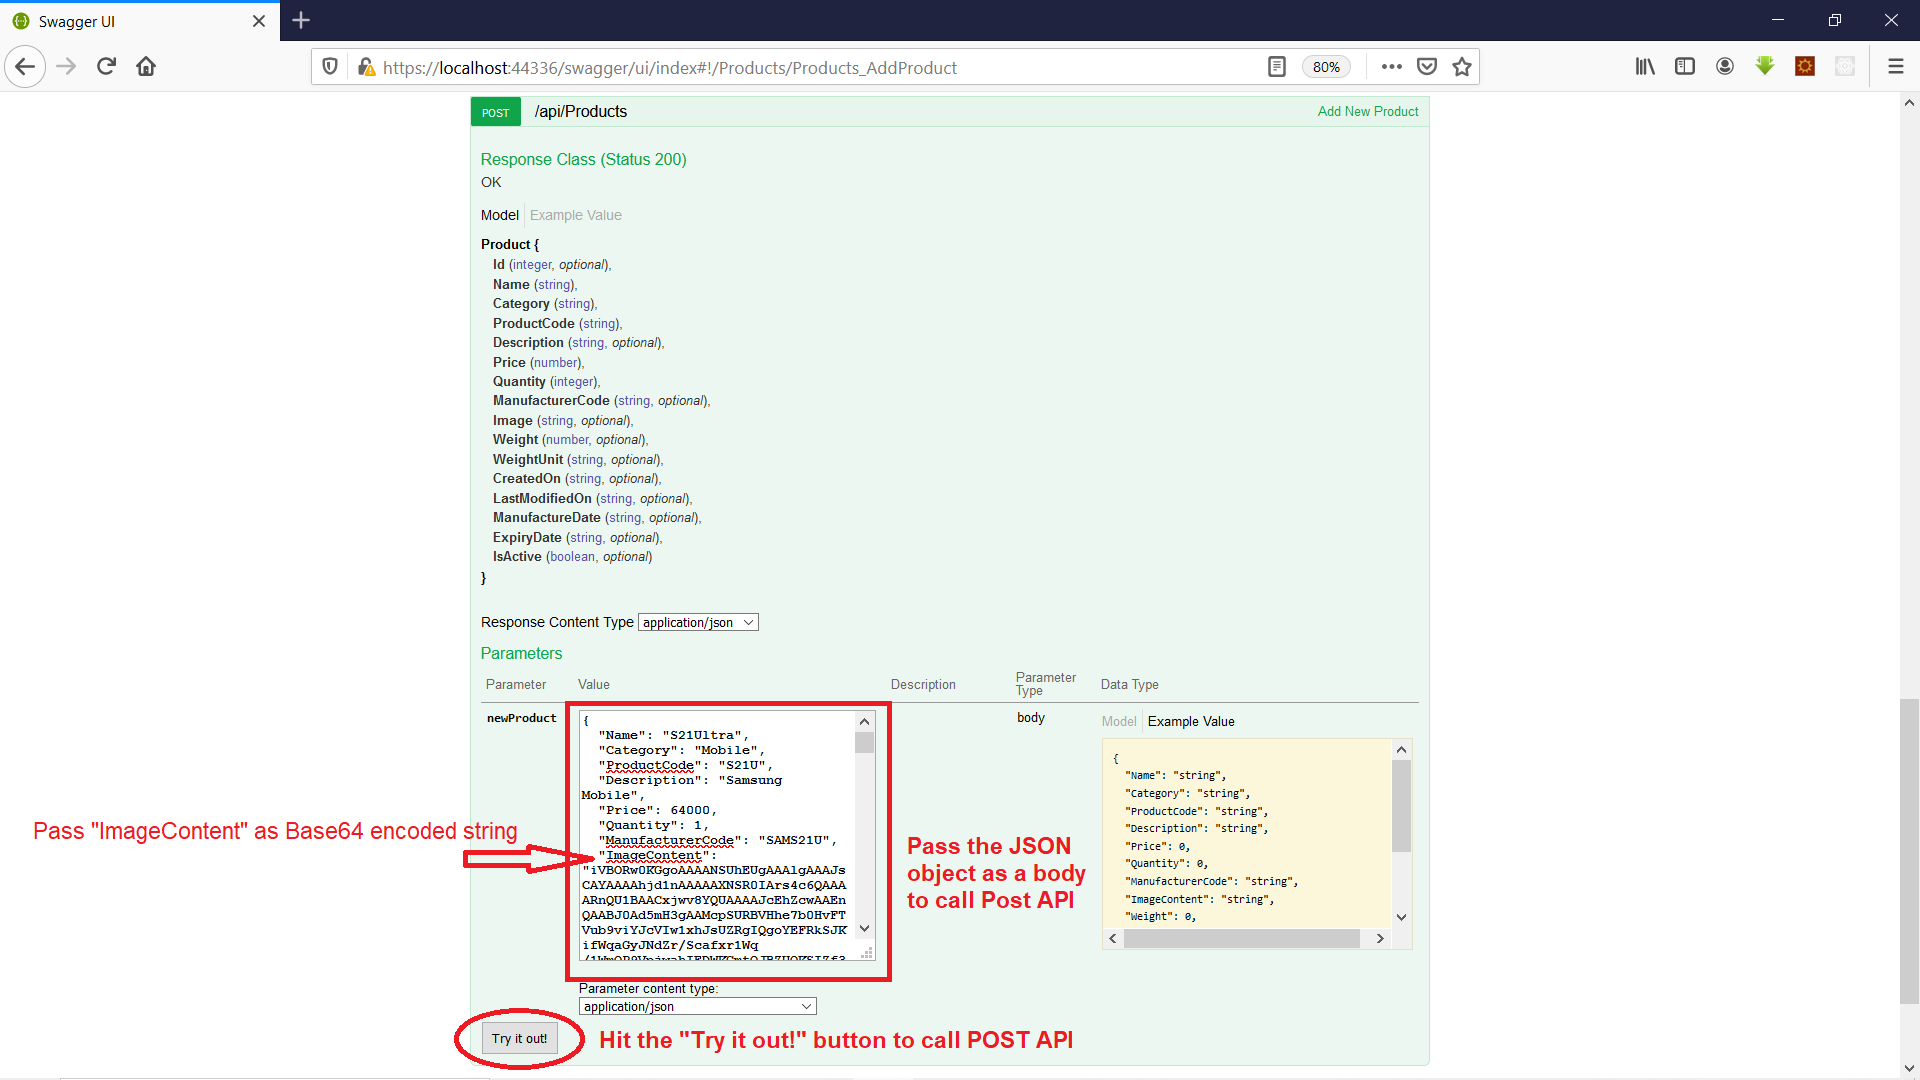 Swagger UI
https://localhost:44336/swagger/ui/index#!/Products/Products_AddProduct
80%
POST /api/Products
Add New Product
Response Class (Status 200)
OK
Model Example Value
Product {
Id (integer, optional),
Name (string),
Category (string),
ProductCode (string),
Description (string, optional),
Price (number),
Quantity (integer),
ManufacturerCode (string, optional),
Image (string, optional),
Weight (number, optional),
WeightUnit (string, optional),
CreatedOn (string, optional),
LastModifiedOn (string, optional),
ManufactureDate (string, optional),
ExpiryDate (string, optional),
IsActive (boolean, optional)
}
Response Content Type application/json
Parameters
Parameter Value Description Parameter Type Data Type
newProduct
{
"Name": "S21Ultra",
"Category": "Mobile",
"ProductCode": "S21U",
"Description": "Samsung
Mobile",
"Price": 64000,
"Quantity": 1,
"ManufacturerCode": "SAMS21U",
"ImageContent":
"iVBORw0KGgoAAAANSUhEUgAAAlgAAAJs
CAYAAAAhjd1nAAAAAXNSR0IArs4c6QAAA
ARnQU1BAACxjwv8YQUAAAAJcEhZcwAAEn
QAABJ0Ad5mH3gAAMcpSURBVHhe7b0HvFT
Vub9viYJcVIw1xhJsUZRgIQgoYEFRkSJK
ifWqaGyJNdZr/Scafxr1Wq
body
Model Example Value
{
"Name": "string",
"Category": "string",
"ProductCode": "string",
"Description": "string",
"Price": 0,
"Quantity": 0,
"ManufacturerCode": "string",
"ImageContent": "string",
"Weight": 0,
Pass "ImageContent" as Base64 encoded string
Pass the JSON
object as a body
to call Post API
Parameter content type:
application/json
Try it out!
Hit the "Try it out!" button to call POST API